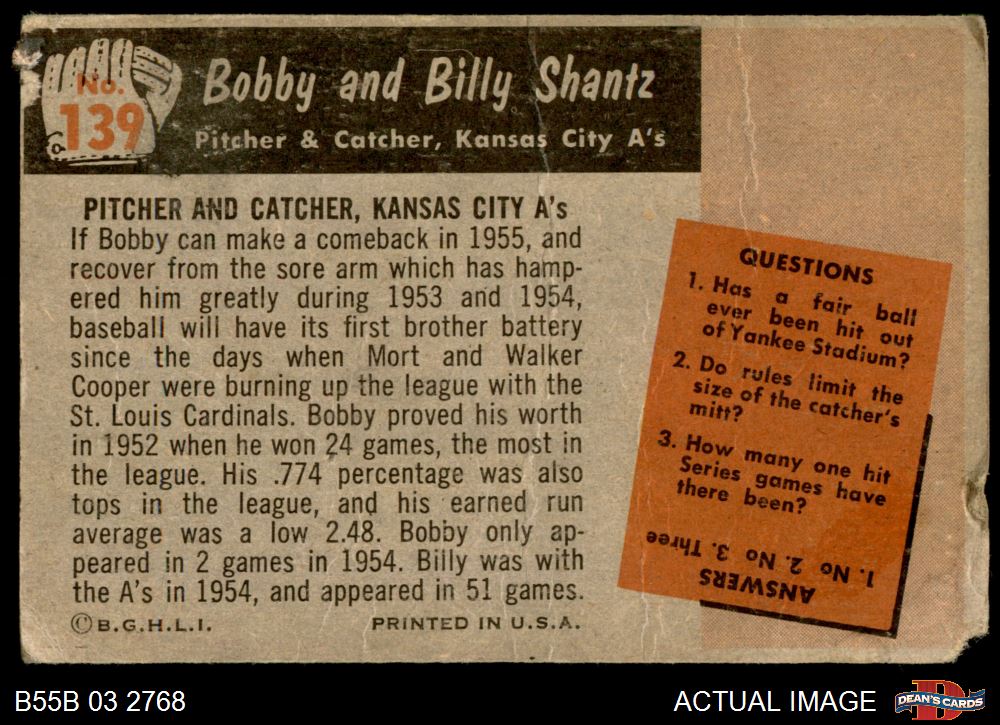 No.
139
Bobby and Billy Shantz
Pitcher & Catcher, Kansas City A's
PITCHER AND CATCHER, KANSAS CITY A's
If Bobby can make a comeback in 1955, and
recover from the sore arm which has hamp-
ered him greatly during 1953 and 1954,
baseball will have its first brother battery
since the days when Mort and Walker
Cooper were burning up the league with the
St. Louis Cardinals. Bobby proved his worth
in 1952 when he won 24 games, the most in
the league. His .774 percentage was also
tops in the league, and his earned run
average was a low 2.48. Bobby only ap-
peared in 2 games in 1954. Billy was with
the A's in 1954, and appeared in 51 games.
© B.G.H.L.I.
PRINTED IN U.S.A.
QUESTIONS
1. Has a fair ball
ever been hit out
of Yankee Stadium?
2. Do rules limit the
size of the catcher's
mitt?
3. How many one hit
Series games have
there been?
ANSWERS
1. No 2. No 3. Three
B55B 03 2768
ACTUAL IMAGE
D
DEAN'S CARDS